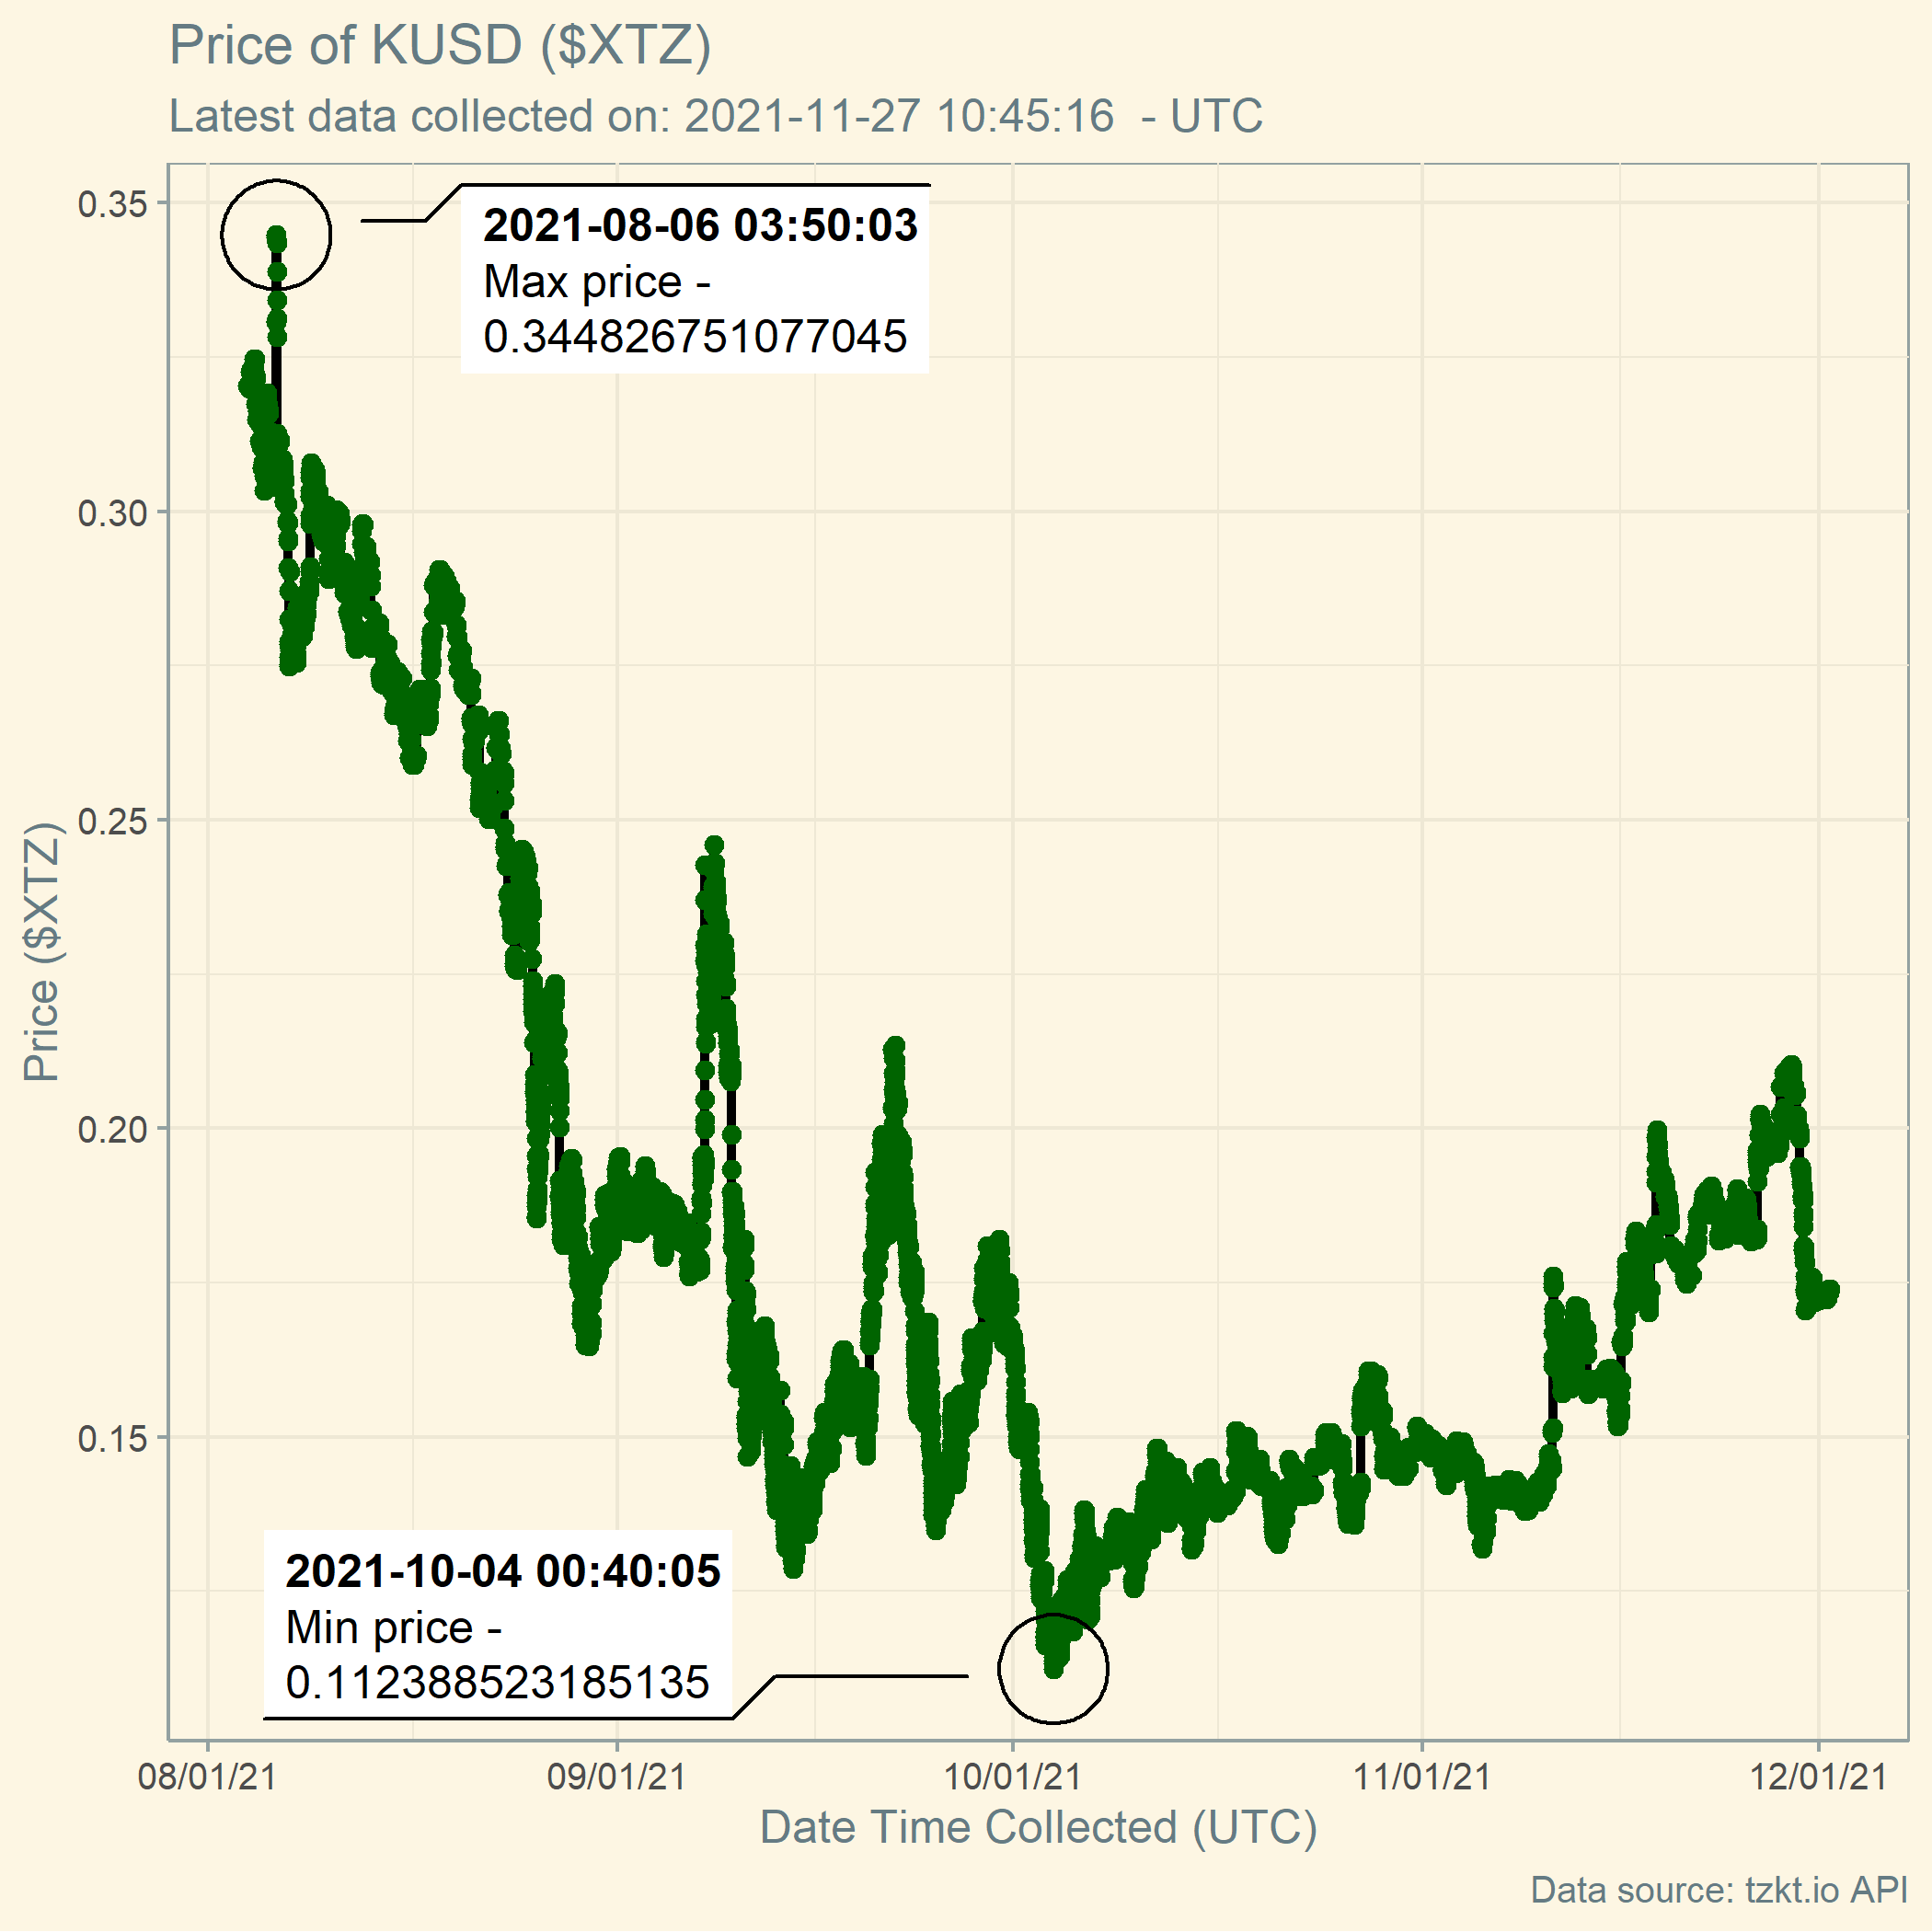 Price of KUSD ($XTZ)
Latest data collected on: 2021-11-27 10:45:16  - UTC
2021-08-06 03:50:03
Max price -
0.344826751077045
0.35
0.30
0.25
0.20
0.15
Price ($XTZ)
2021-10-04 00:40:05
Min price -
0.112388523185135
08/01/21
09/01/21
10/01/21
11/01/21
12/01/21
Date Time Collected (UTC)
Data source: tzkt.io API